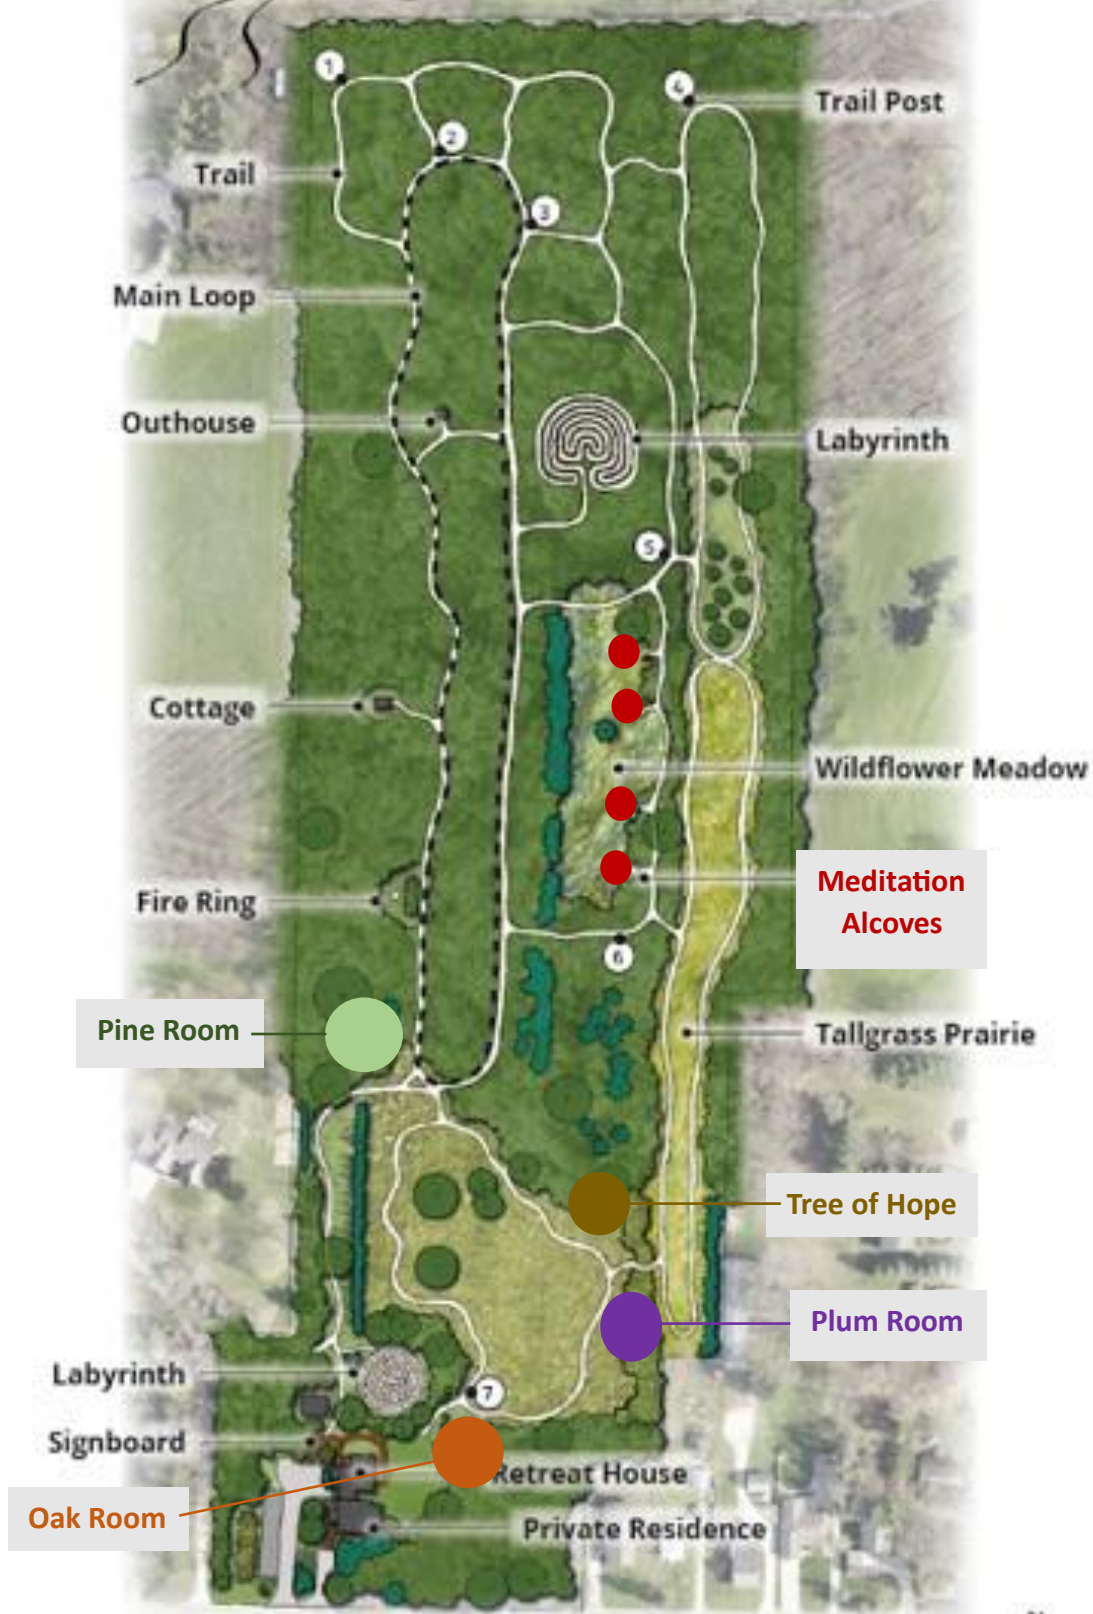 1
4
Trail Post
2
Trail
3
Main Loop
Outhouse
Labyrinth
5
Cottage
Wildflower Meadow
Meditation
Alcoves
Fire Ring
6
Pine Room
Tallgrass Prairie
Tree of Hope
Plum Room
Labyrinth
7
Signboard
Retreat House
Oak Room
Private Residence